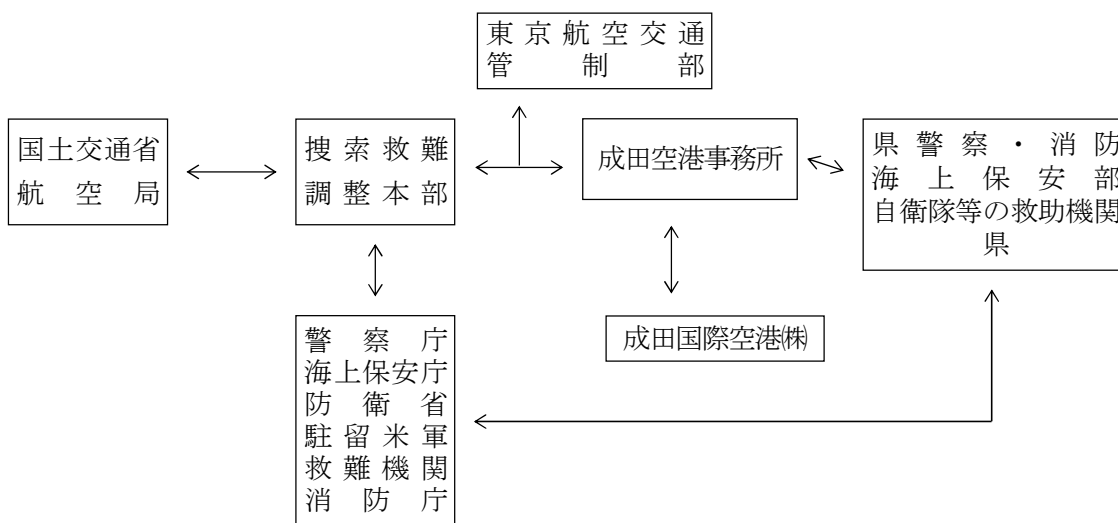 東京航空交通
管制部
国土交通省
航空局
捜索救難
調整本部
成田空港事務所
県警察・消防
海上保安部
自衛隊等の救助機関
県
警察庁
海上保安庁
防衛省
駐留米軍
救難機関
消防庁
成田国際空港㈱